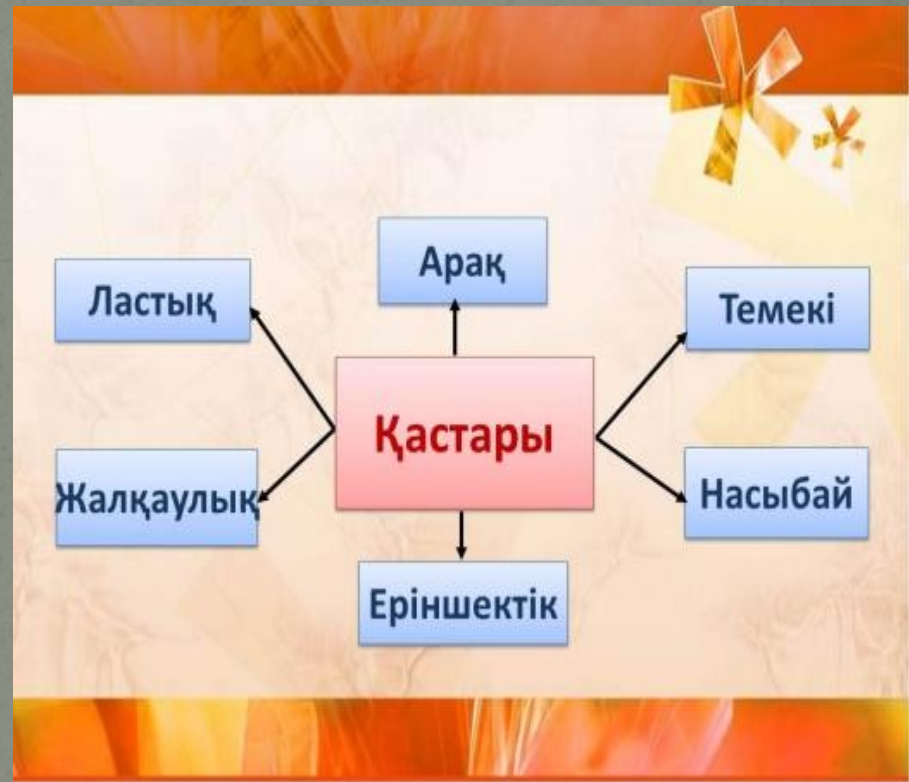 Арақ
Ластық
Темекі
Қастары
Жалқаулық
Насыбай
Еріншектік